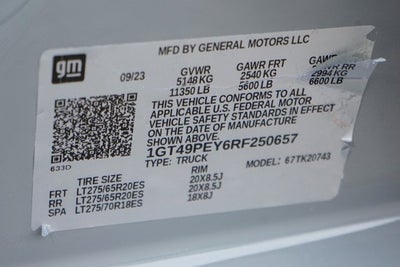 gm
MFD BY GENERAL MOTORS LLC
09/23 GVWR GAWR FRT GAWR RR
5148 KG 2540 KG 2994 KG
11350 LB 5600 LB 6600 LB
THIS VEHICLE CONFORMS TO ALL
APPLICABLE U.S. FEDERAL MOTOR
VEHICLE SAFETY STANDARDS IN EFFECT
ON THE DATE OF MANUFACTURE
SHOWN ABOVE.
1GT49PEY6RF250657
633D TYPE: TRUCK MODEL: 67TK20743
TIRE SIZE RIM
FRT LT275/65R20ES 20X8.5J
RR LT275/65R20ES 20X8.5J
SPA LT275/70R18ES 18X8J